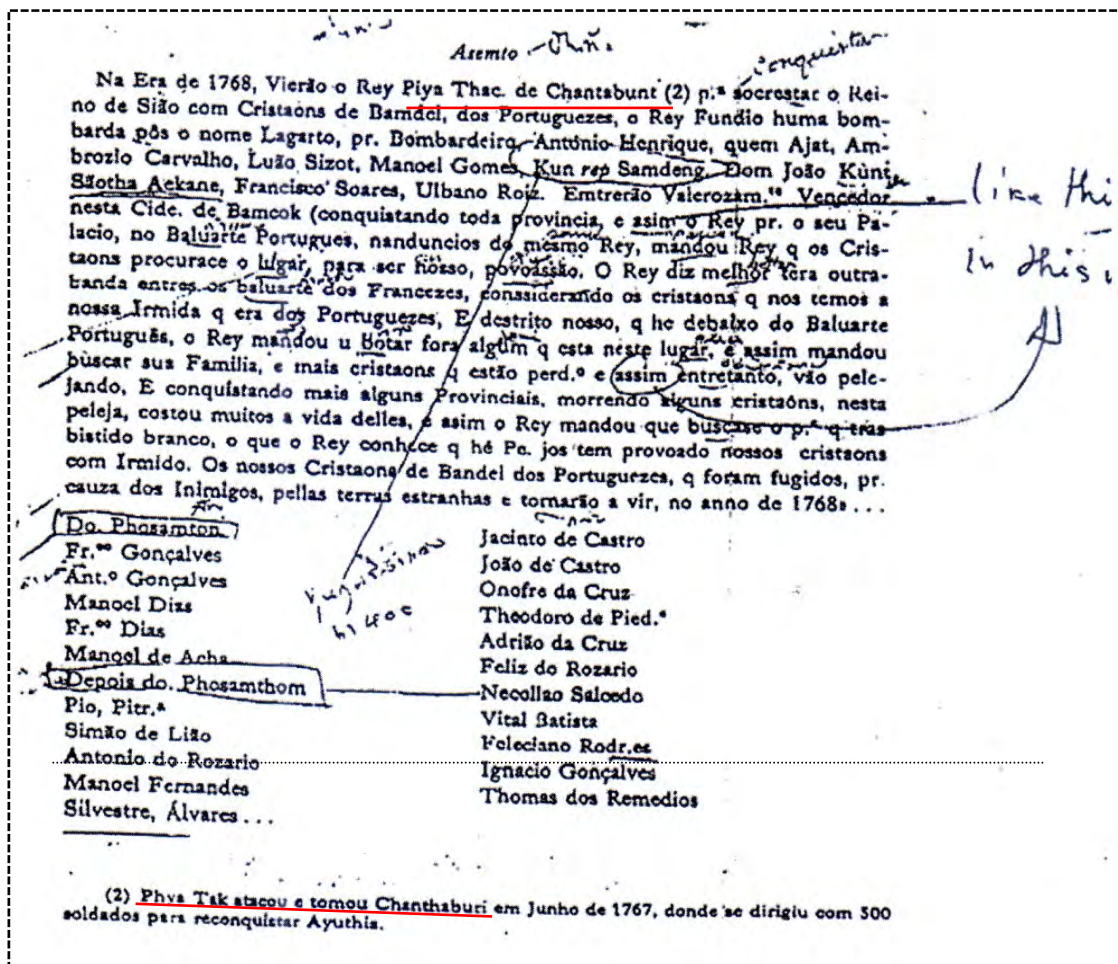 Asemto
conquistar
Na Era de 1768, Vierão o Rey Piya Thac. de Chantabunt (2) p.ª socrestar o Rei-
no de Sião com Cristaons de Bamdel, dos Portuguezes, o Rey Fundio huma bom-
barda pôs o nome Lagarto, pr. Bombardeiro António Henrique, quem Ajat, Am-
brozio Carvalho, Luão Sizot, Manoel Gomes, Kun rep Samdeng, Dom João Kùnt
Sãotha Aekane, Francisco Soares, Ulbano Roiz. Emtrerão Valerozam.te Vencedor
nesta Cide. de Bamcok (conquistando toda provincia, e asim o Rey pr. o seu Pa-
lacio, no Baluarte Portugues, nanduncios do mesmo Rey, mandou Rey q os Cris-
taons procurace o lugar, para ser nosso, povoassão. O Rey diz melhor tera outra-
banda entres os baluarte dos Francezes, conssiderando os cristaons q nos temos a
nossa Irmida q era dos Portuguezes, E destrito nosso, q he debaixo do Baluarte
Português, o Rey mandou u Botar fora algum q esta neste lugar, e assim mandou
bùscar sua Familia, e mais cristaons q estão perd.º e assim entretanto, vão pele-
jando, E conquistando mais alguns Provinciais, morrendo alguns cristaôns, nesta
peleja, costou muitos a vida delles, e asim o Rey mandou que buscase o p.ª q tras
bistido branco, o que o Rey conhece q hé Pe. jos tem provoado nossos cristaons
com Irmido. Os nossos Cristaons de Bandel dos Portuguezes, q foram fugidos, pr.
cauza dos Inimigos, pellas terras estranhas e tornarão a vir, no anno de 1768» ...
like thi
in this.
Do. Phosamton
Fr.co Gonçalves
Ant.º Gonçalves
Manoel Dias
Fr.co Dias
Manoel de Acha
Depois do. Phosamthom
Pio, Pitr.ª
Simão de Lião
Antonio do Rozario
Manoel Fernandes
Silvestre, Álvares ...
Jacinto de Castro
João de Castro
Onofre da Cruz
Theodoro de Pied.e
Adrião da Cruz
Feliz do Rozario
Necollao Salcedo
Vital Batista
Feleciano Rodr.es
Ignacio Gonçalves
Thomas dos Remedios
(2) Phya Tak atacou e tomou Chanthaburi em Junho de 1767, donde se dirigiu com 500
soldados para reconquistar Ayuthia.